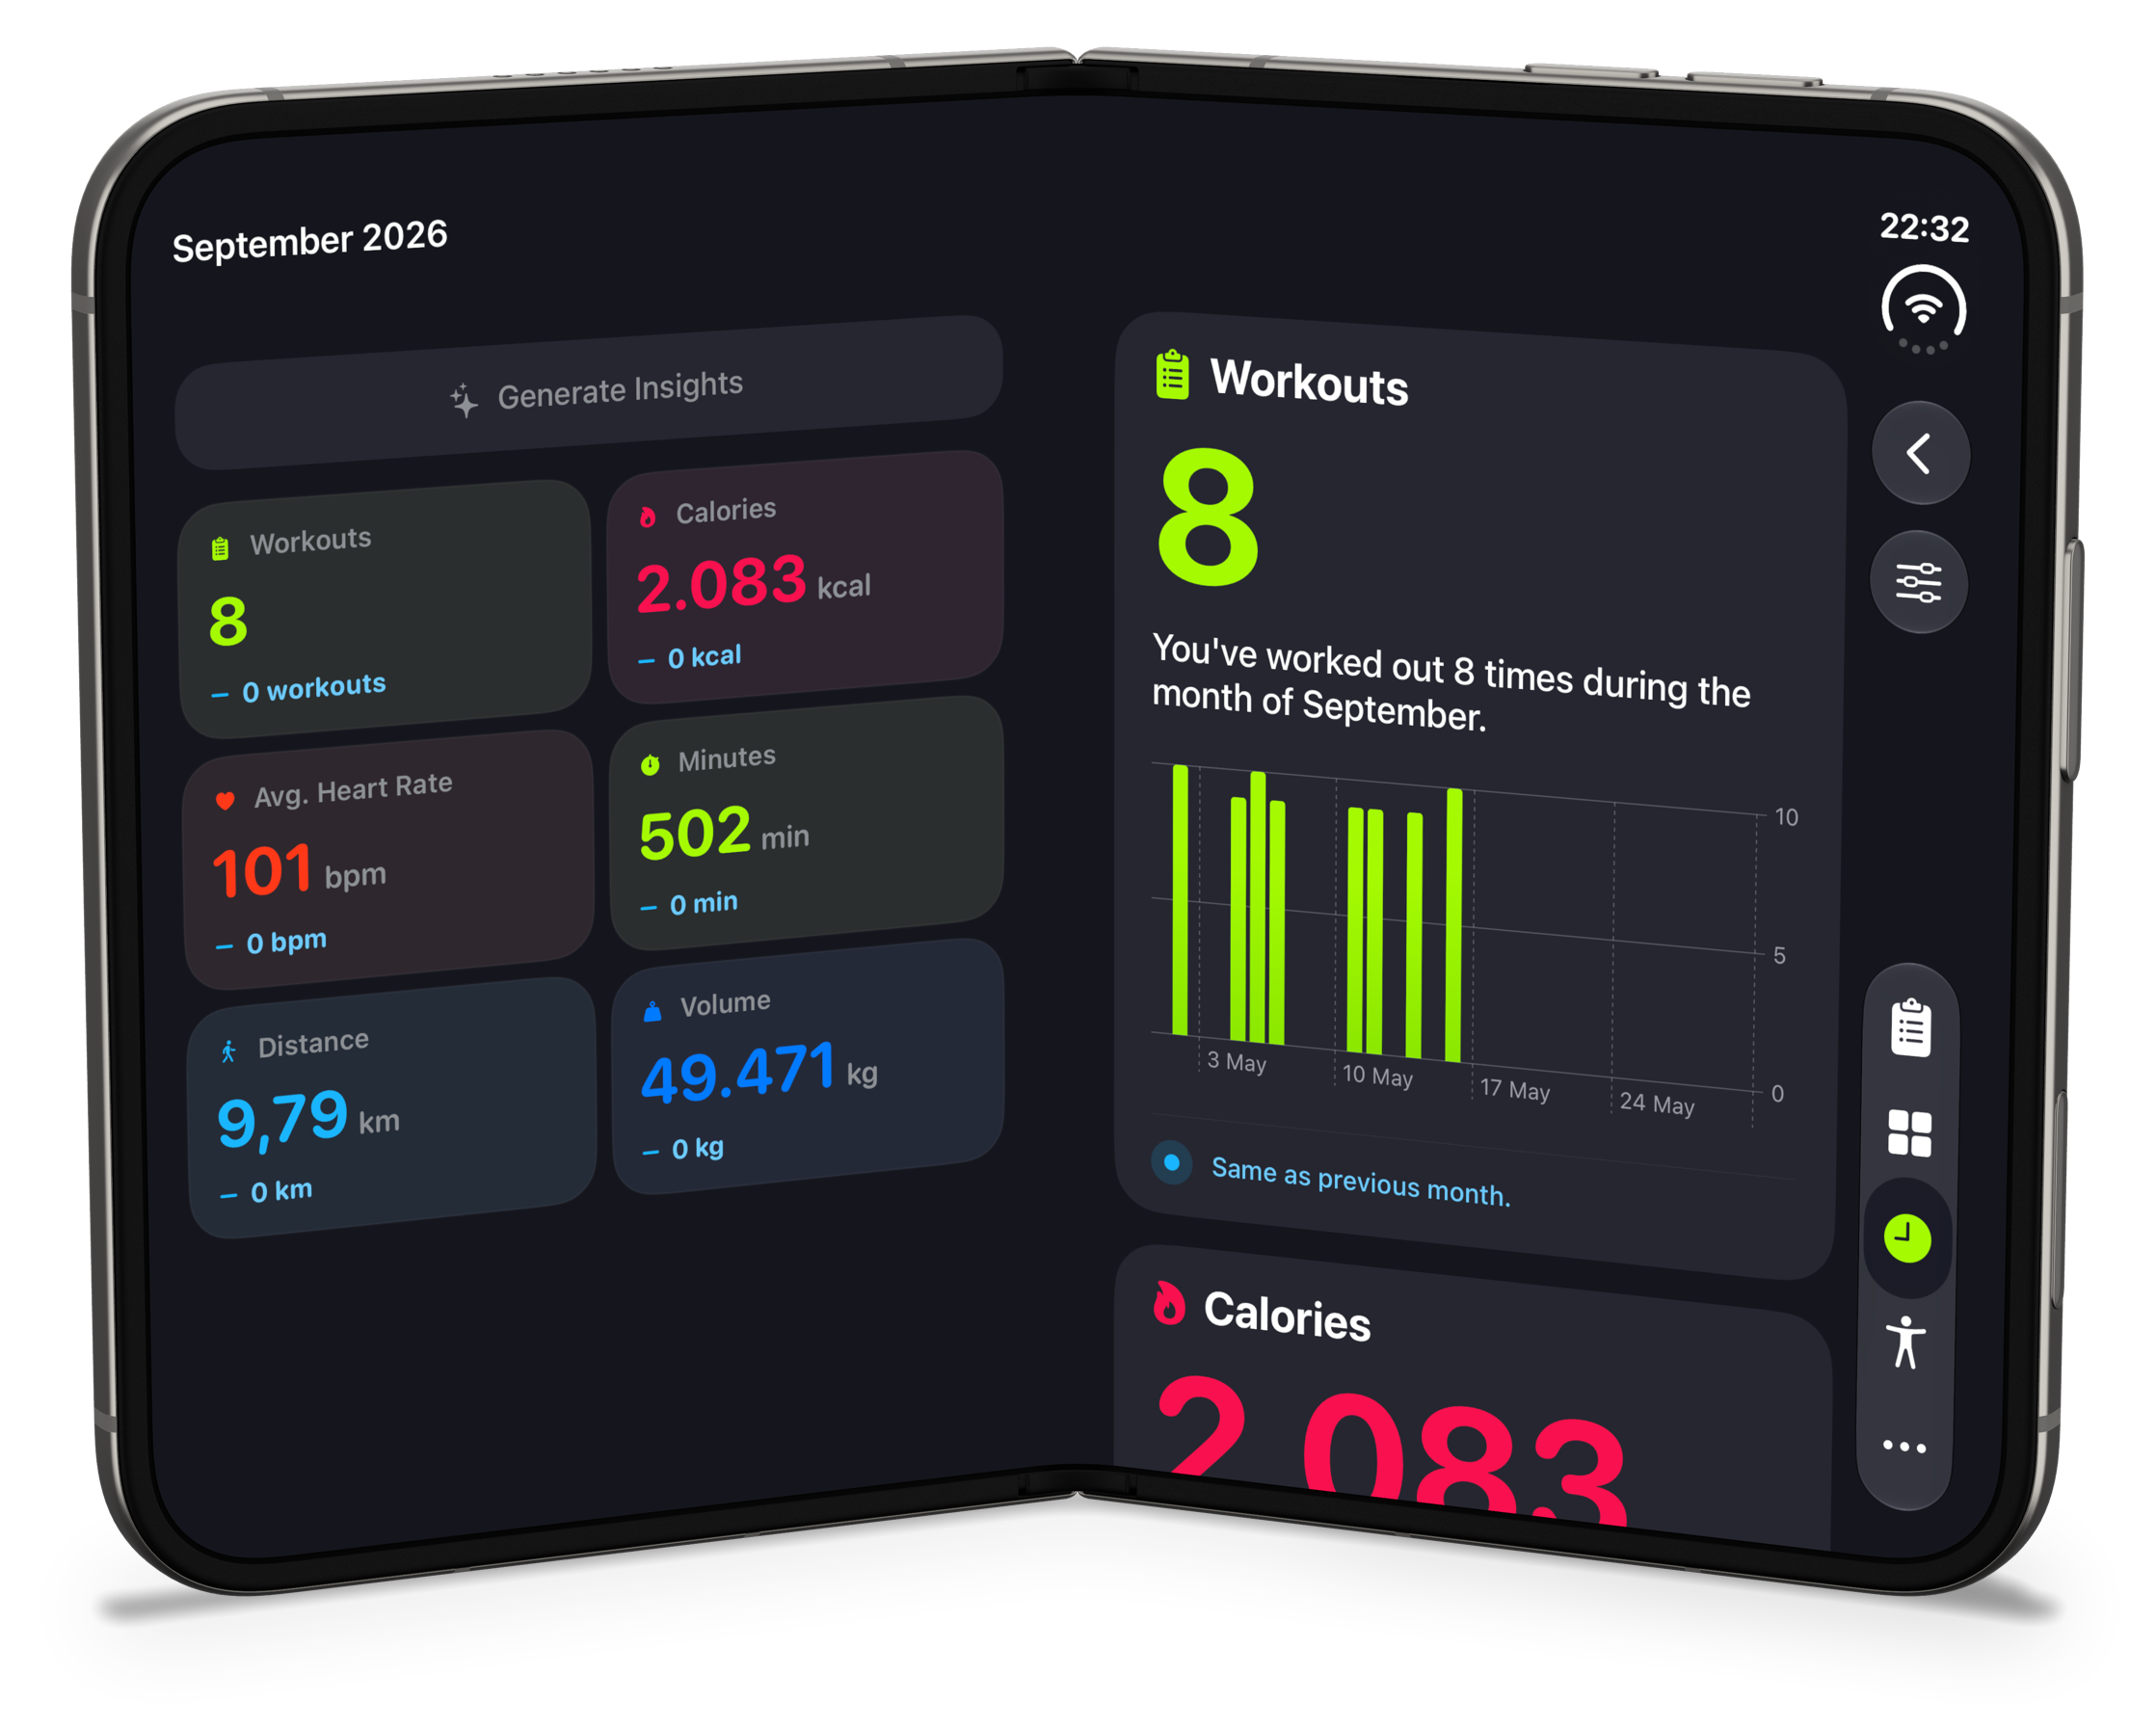 September 2026
22:32
Generate Insights
Workouts
8
0 workouts
Calories
2.083 kcal
0 kcal
Avg. Heart Rate
101 bpm
0 bpm
Minutes
502 min
0 min
Distance
9,79 km
0 km
Volume
49.471 kg
0 kg
Workouts
8
You've worked out 8 times during the
month of September.
10
5
0
3 May
10 May
17 May
24 May
Same as previous month.
Calories
2.083